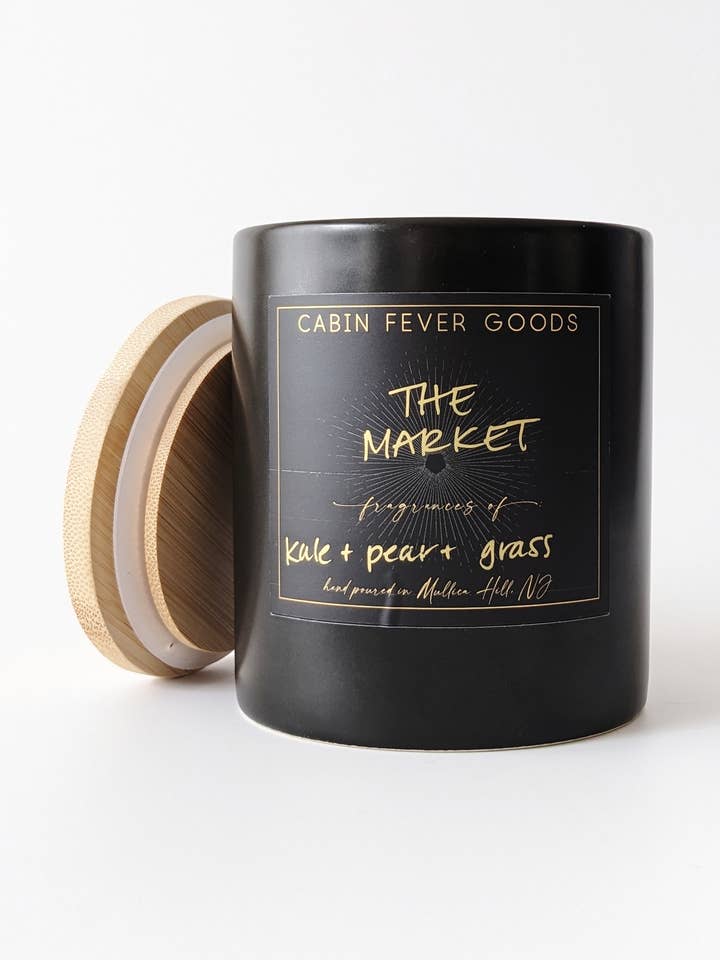 CABIN FEVER GOODS
THE
MARKET
fragrances of:
kale + pear + grass
hand poured in Mullica Hill, NJ